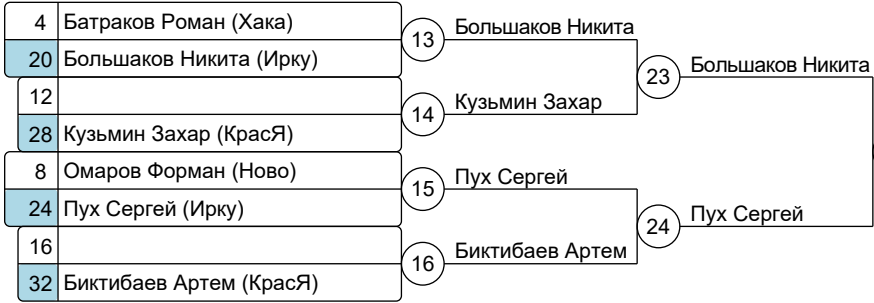 4 Батраков Роман (Хака)
20 Большаков Никита (Ирку)
13 Большаков Никита
12
28 Кузьмин Захар (КрасЯ)
14 Кузьмин Захар
23 Большаков Никита
8 Омаров Форман (Ново)
24 Пух Сергей (Ирку)
15 Пух Сергей
16
32 Биктибаев Артем (КрасЯ)
16 Биктибаев Артем
24 Пух Сергей